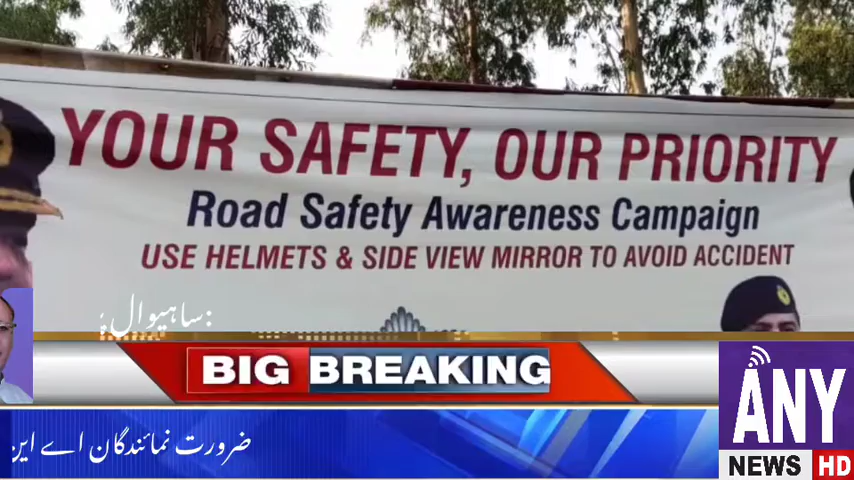 YOUR SAFETY, OUR PRIORITY
Road Safety Awareness Campaign
USE HELMETS & SIDE VIEW MIRROR TO AVOID ACCIDENT
ساہیوال:
BIG BREAKING
ضرورت نمائندگان اے این
ANY
NEWS HD